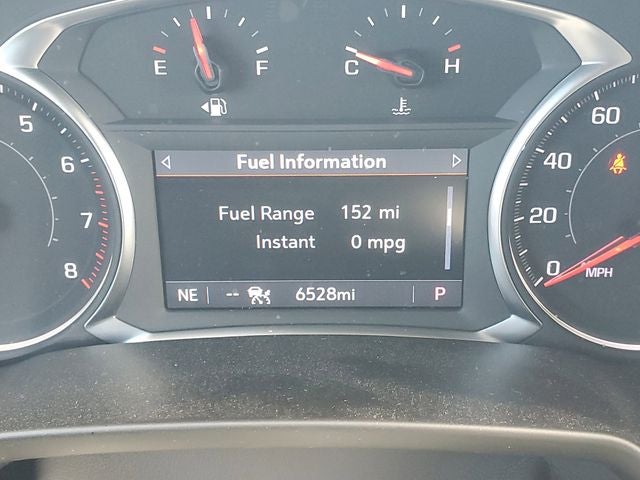 E F
C H
5
6
7
8
Fuel Information
Fuel Range 152 mi
Instant 0 mpg
NE -- 6528mi P
60
40
20
0
MPH